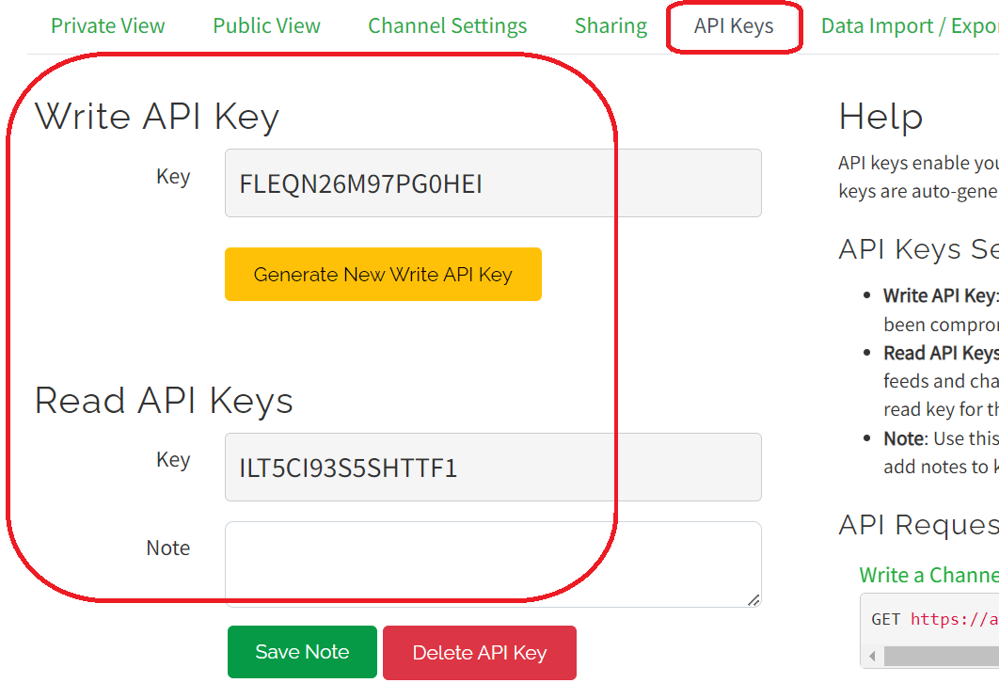 Private View Public View Channel Settings Sharing API Keys Data Import / Expor
Write API Key
Key FLEQN26M97PG0HEI
Generate New Write API Key
Read API Keys
Key ILT5CI93S5SHTTF1
Note
Save Note Delete API Key
Help
API keys enable you
keys are auto-gene
API Keys Se
• Write API Key:
been compron
• Read API Keys
feeds and cha
read key for th
• Note: Use this
add notes to k
API Reques
Write a Channe
GET https://a